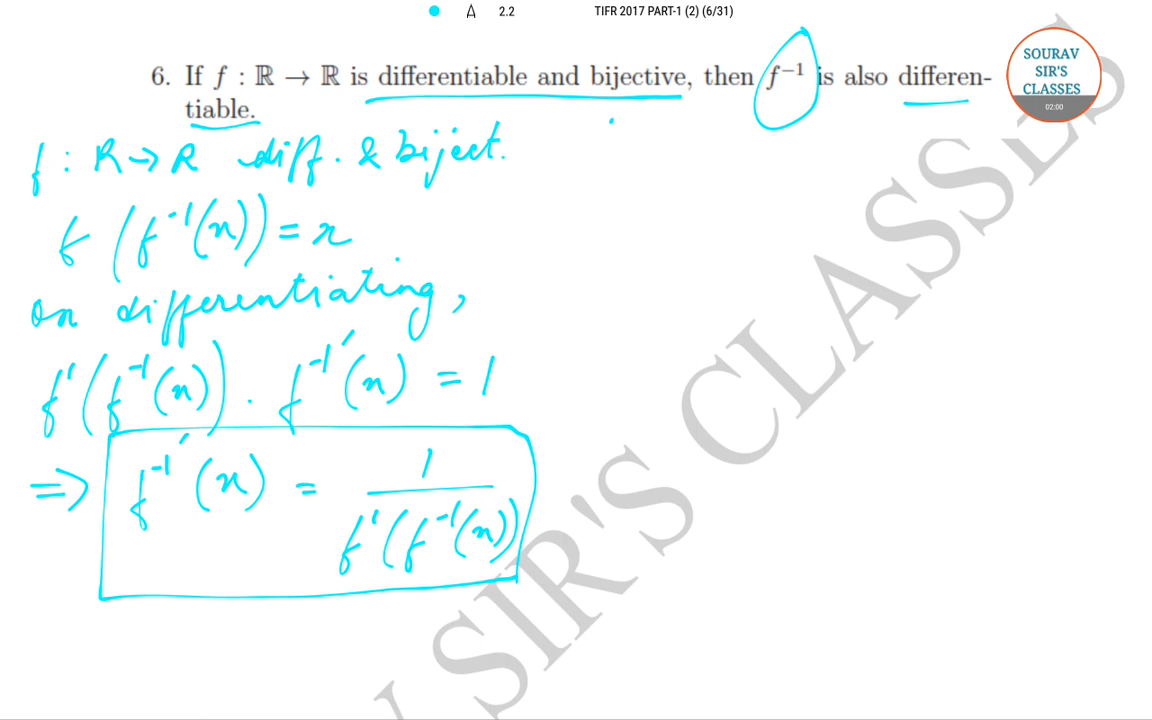 A 2.2 TIFR 2017 PART-1 (2) (6/31)
SOURAV
SIR'S
CLASSES
02:00
6. If f : ℝ → ℝ is differentiable and bijective, then f⁻¹ is also differen-
tiable.
f : R → R diff. & biject.
f (f⁻¹(x)) = x
on differentiating,
f'(f⁻¹(x)) . f⁻¹'(x) = 1
⇒ f⁻¹'(x) = 1 / f'(f⁻¹(x))
SIR'S CLASSES